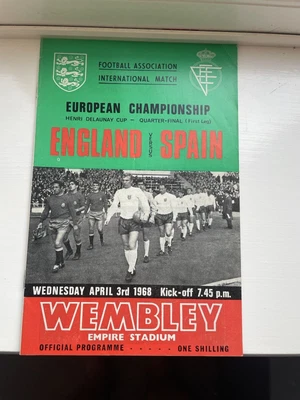 FOOTBALL ASSOCIATION
INTERNATIONAL MATCH
EUROPEAN CHAMPIONSHIP
HENRI DELAUNAY CUP – QUARTER-FINAL (First Leg)
ENGLAND VERSUS SPAIN
WEDNESDAY APRIL 3rd 1968 Kick-off 7.45 p.m.
WEMBLEY
EMPIRE STADIUM
OFFICIAL PROGRAMME - - - - - ONE SHILLING